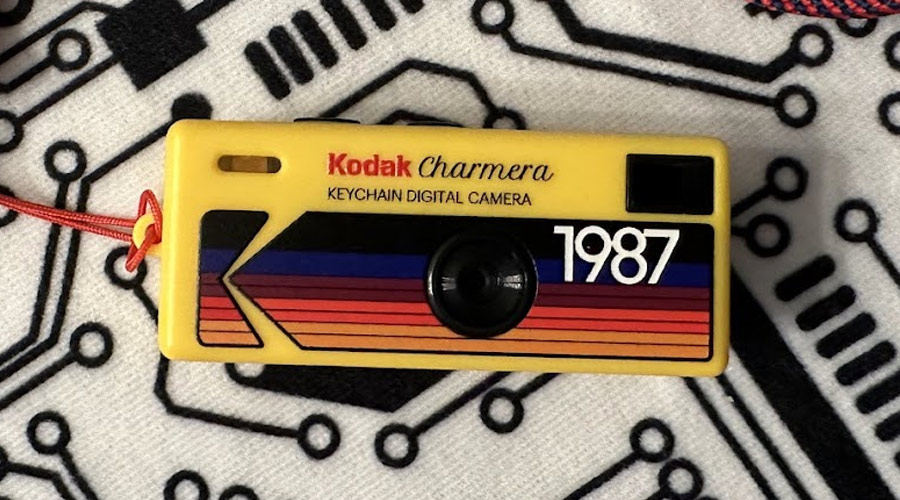 Kodak Charmera
KEYCHAIN DIGITAL CAMERA
1987